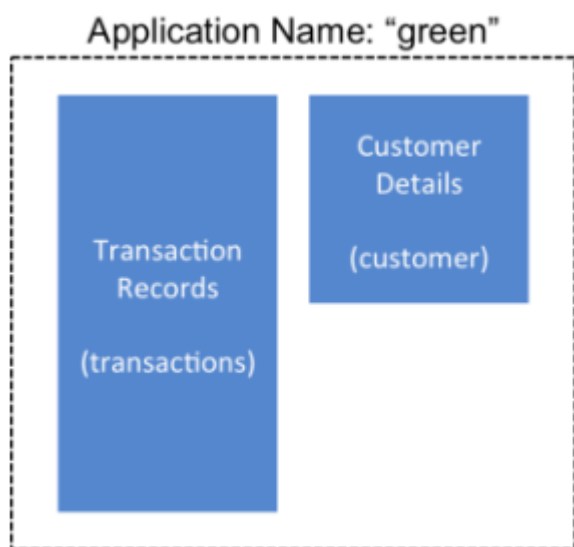 Application Name: “green”
Transaction
Records
(transactions)
Customer
Details
(customer)